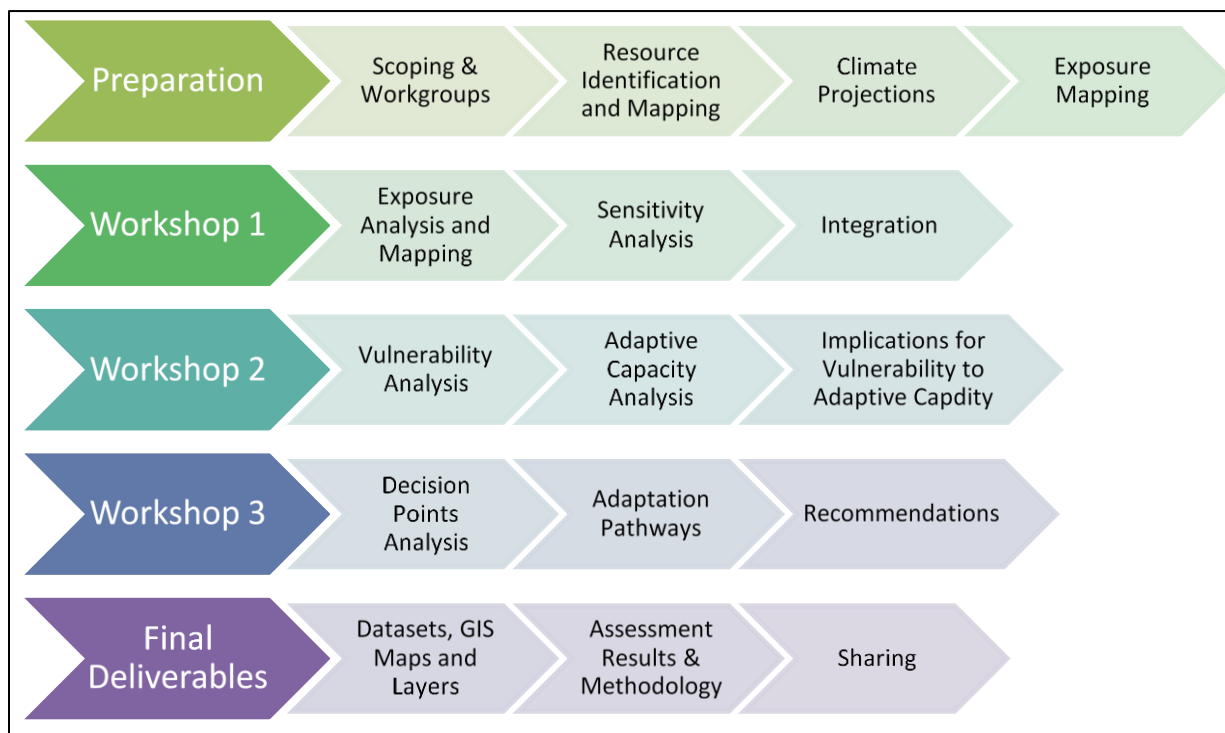 Preparation
Scoping &
Workgroups
Resource
Identification
and Mapping
Climate
Projections
Exposure
Mapping
Workshop 1
Exposure
Analysis and
Mapping
Sensitivity
Analysis
Integration
Workshop 2
Vulnerability
Analysis
Adaptive
Capacity
Analysis
Implications for
Vulnerability to
Adaptive Capdity
Workshop 3
Decision
Points
Analysis
Adaptation
Pathways
Recommendations
Final
Deliverables
Datasets, GIS
Maps and
Layers
Assessment
Results &
Methodology
Sharing